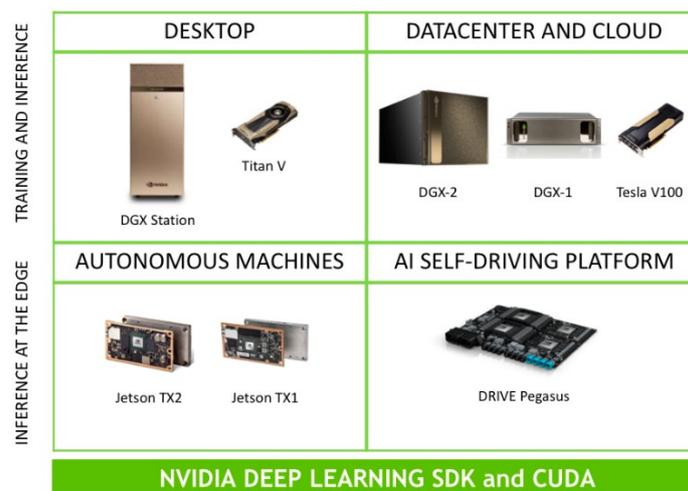 TRAINING AND INFERENCE
DESKTOP
DATACENTER AND CLOUD
Titan V
DGX Station
DGX-2
DGX-1
Tesla V100
INFERENCE AT THE EDGE
AUTONOMOUS MACHINES
AI SELF-DRIVING PLATFORM
Jetson TX2
Jetson TX1
DRIVE Pegasus
NVIDIA DEEP LEARNING SDK and CUDA